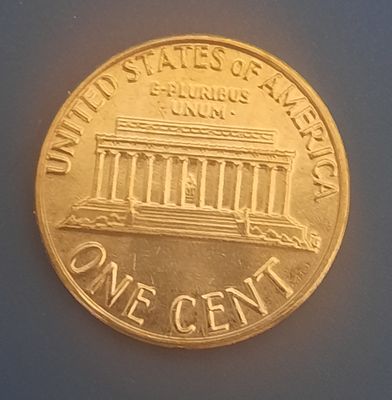 UNITED STATES OF AMERICA
E·PLURIBUS
UNUM·
ONE CENT